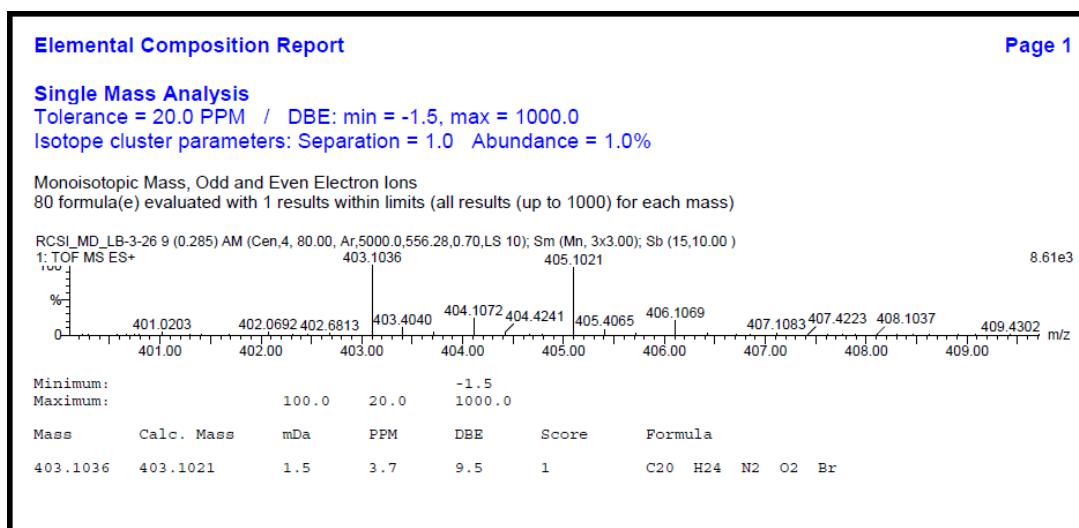 Elemental Composition Report Page 1
Single Mass Analysis
Tolerance = 20.0 PPM / DBE: min = -1.5, max = 1000.0
Isotope cluster parameters: Separation = 1.0 Abundance = 1.0%
Monoisotopic Mass, Odd and Even Electron Ions
80 formula(e) evaluated with 1 results within limits (all results (up to 1000) for each mass)
RCSI_MD_LB-3-26 9 (0.285) AM (Cen,4, 80.00, Ar,5000.0,556.28,0.70,LS 10); Sm (Mn, 3x3.00); Sb (15,10.00 )
1: TOF MS ES+ 8.61e3
100 403.1036 405.1021
% 401.0203 402.0692 402.6813 403.4040 404.1072 404.4241 405.4065 406.1069 407.1083 407.4223 408.1037 409.4302
0 m/z
401.00 402.00 403.00 404.00 405.00 406.00 407.00 408.00 409.00
Minimum: -1.5
Maximum: 100.0 20.0 1000.0
Mass Calc. Mass mDa PPM DBE Score Formula
403.1036 403.1021 1.5 3.7 9.5 1 C20 H24 N2 O2 Br